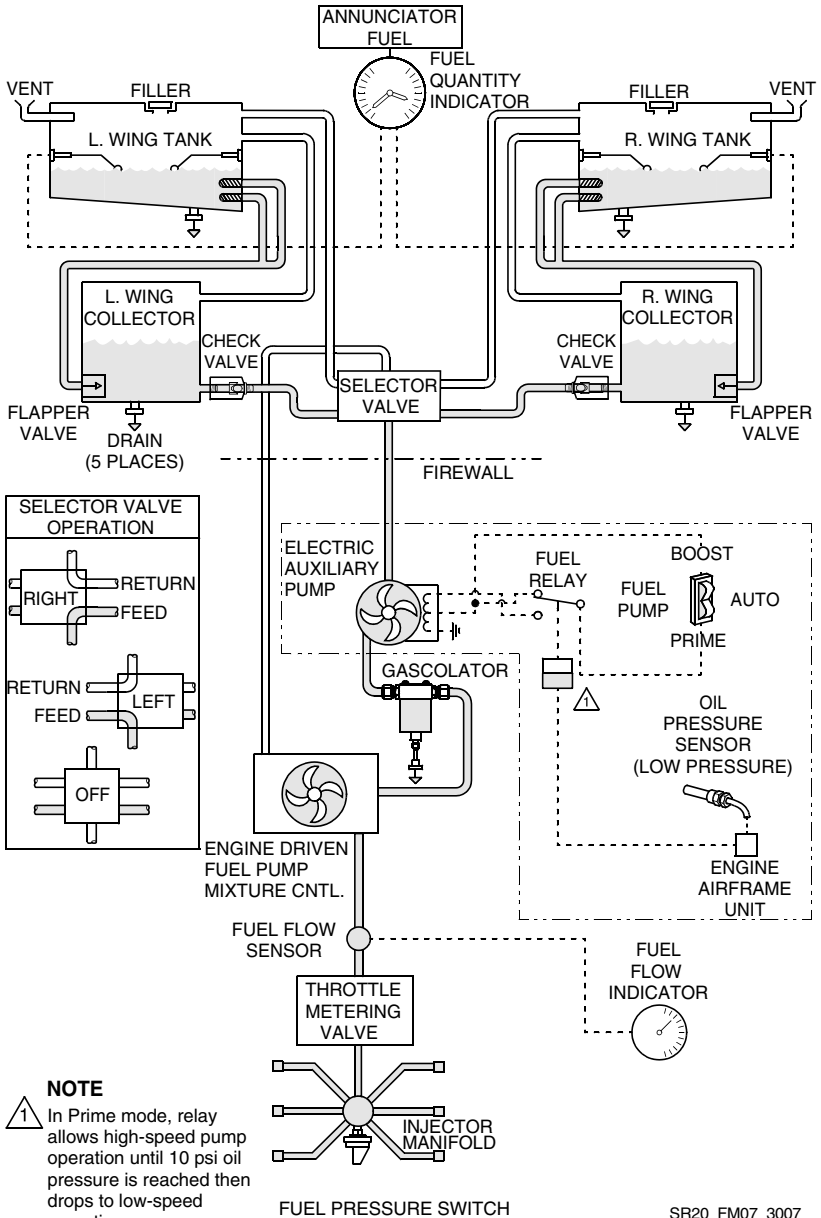 ANNUNCIATOR
FUEL
FUEL
QUANTITY
INDICATOR
VENT
FILLER
FILLER
VENT
L. WING TANK
R. WING TANK
L. WING
COLLECTOR
R. WING
COLLECTOR
CHECK
VALVE
CHECK
VALVE
SELECTOR
VALVE
FLAPPER
VALVE
FLAPPER
VALVE
DRAIN
(5 PLACES)
FIREWALL
SELECTOR VALVE
OPERATION
RIGHT
RETURN
FEED
RETURN
FEED
LEFT
OFF
ELECTRIC
AUXILIARY
PUMP
FUEL
RELAY
BOOST
FUEL
PUMP
AUTO
PRIME
GASCOLATOR
1
OIL
PRESSURE
SENSOR
(LOW PRESSURE)
ENGINE
AIRFRAME
UNIT
ENGINE DRIVEN
FUEL PUMP
MIXTURE CNTL.
FUEL FLOW
SENSOR
FUEL
FLOW
INDICATOR
THROTTLE
METERING
VALVE
INJECTOR
MANIFOLD
NOTE
1
In Prime mode, relay
allows high-speed pump
operation until 10 psi oil
pressure is reached then
drops to low-speed
FUEL PRESSURE SWITCH
SR20_FM07_3007